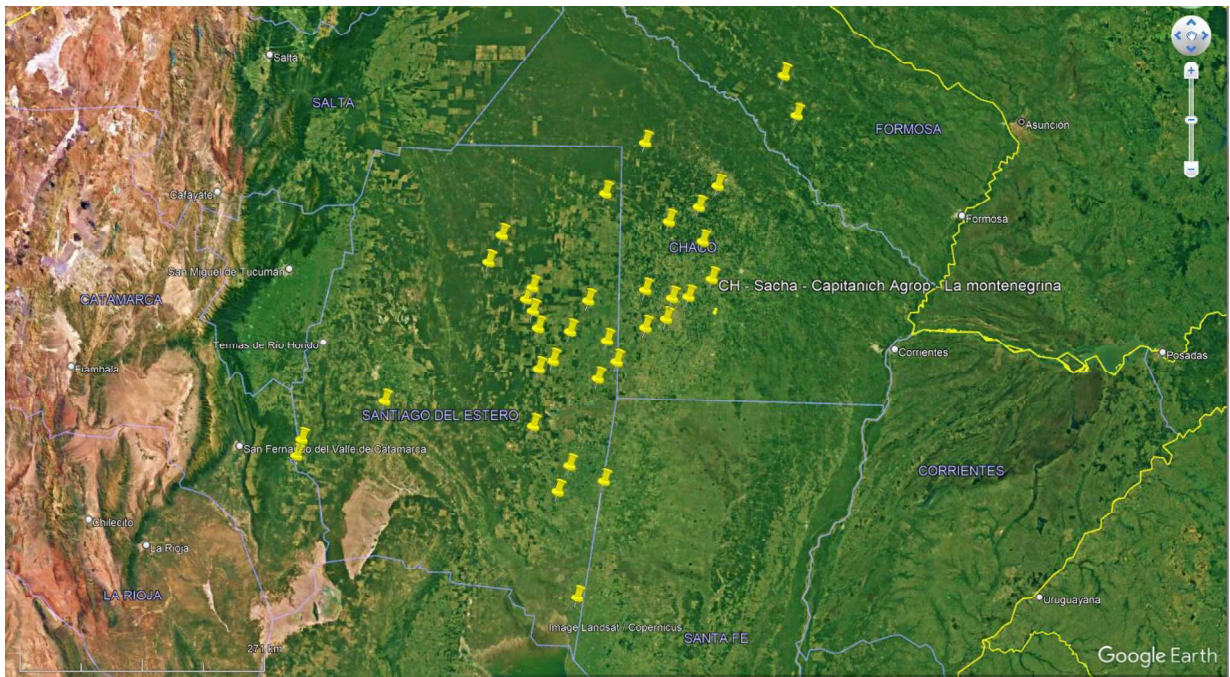 Salta
SALTA
Asunción
FORMOSA
Cafayate
Formosa
CHACO
San Miguel de Tucumán
CH - Sacha - Capitanich Agrop - La montenegrina
CATAMARCA
Termas de Río Hondo
Corrientes
Posadas
Fiambala
SANTIAGO DEL ESTERO
San Fernando del Valle de Catamarca
CORRIENTES
Chilecito
La Rioja
LA RIOJA
Uruguayana
Image Landsat / Copernicus
SANTA FE
271 km
Google Earth